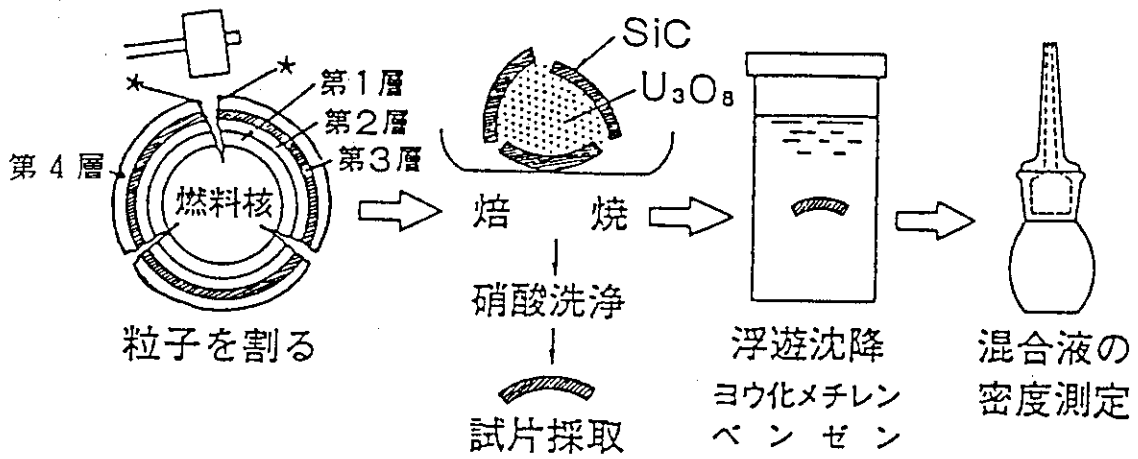 第1層
第2層
第3層
第4層
燃料核
粒子を割る
SiC
U₃O₈
焙 焼
硝酸洗浄
試片採取
浮遊沈降
ヨウ化メチレン
ベンゼン
混合液の
密度測定